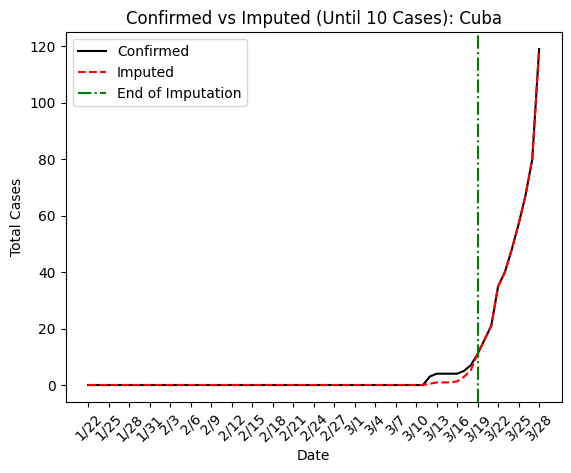 Confirmed vs Imputed (Until 10 Cases): Cuba
Confirmed
Imputed
End of Imputation
Total Cases
120
100
80
60
40
20
0
1/22 1/25 1/28 1/31 2/3 2/6 2/9 2/12 2/15 2/18 2/21 2/24 2/27 3/1 3/4 3/7 3/10 3/13 3/16 3/19 3/22 3/25 3/28
Date